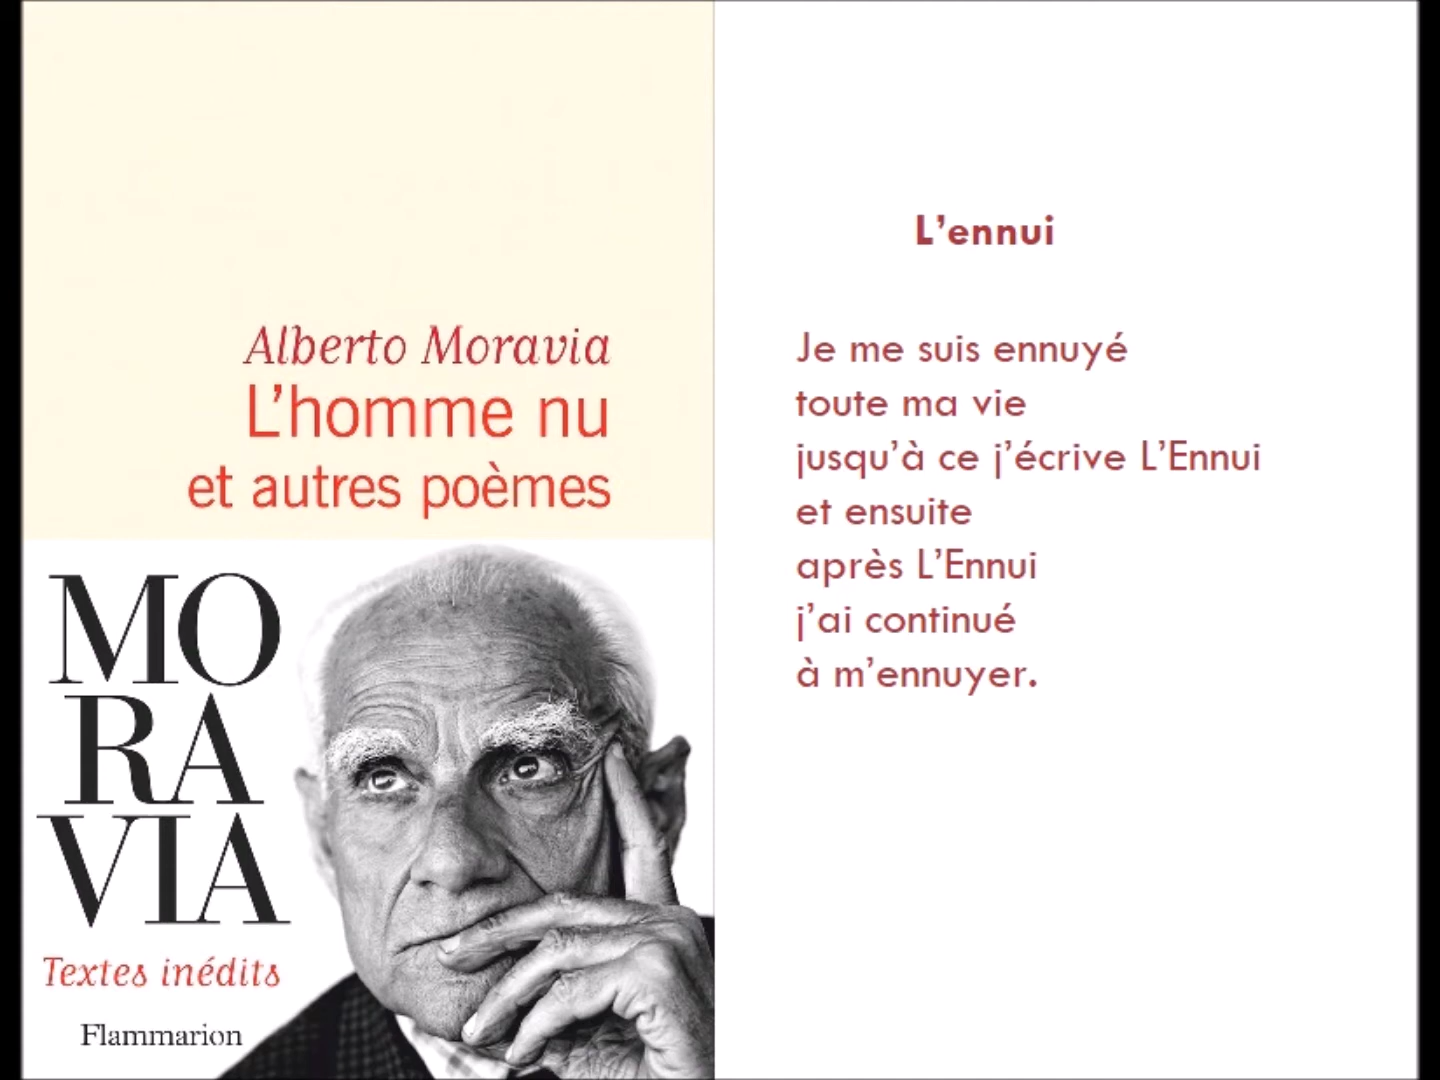 Alberto Moravia
L'homme nu
et autres poèmes
MO
RA
VIA
Textes inédits
Flammarion
L'ennui
Je me suis ennuyé
toute ma vie
jusqu'à ce j'écrive L'Ennui
et ensuite
après L'Ennui
j'ai continué
à m'ennuyer.